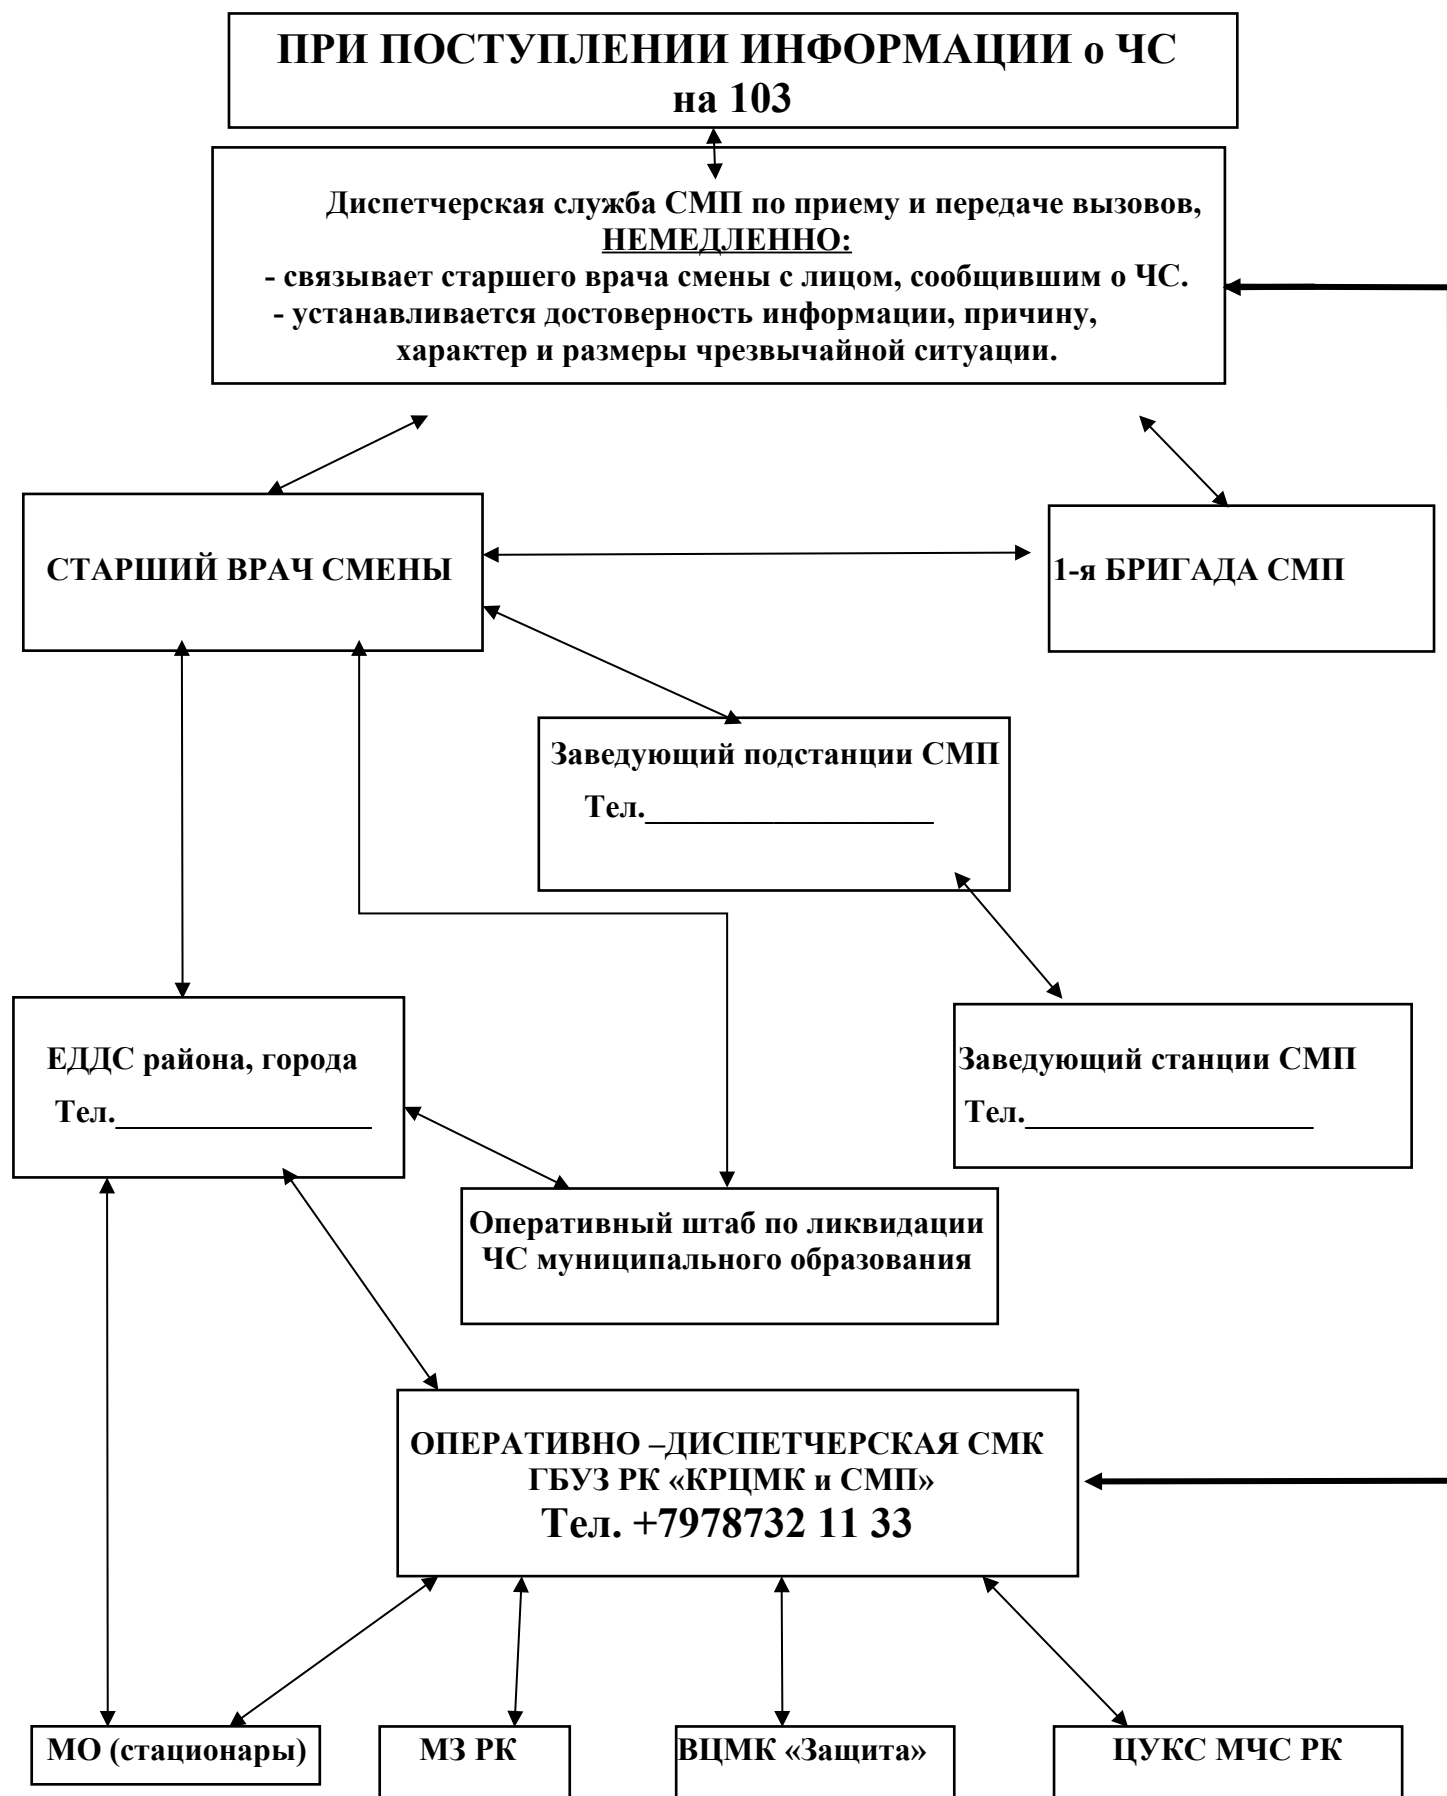 ПРИ ПОСТУПЛЕНИИ ИНФОРМАЦИИ о ЧС
на 103
Диспетчерская служба СМП по приему и передаче вызовов,
НЕМЕДЛЕННО:
- связывает старшего врача смены с лицом, сообщившим о ЧС.
- устанавливается достоверность информации, причину,
характер и размеры чрезвычайной ситуации.
СТАРШИЙ ВРАЧ СМЕНЫ
1-я БРИГАДА СМП
Заведующий подстанции СМП
Тел.__________________
ЕДДС района, города
Тел.________________
Заведующий станции СМП
Тел.__________________
Оперативный штаб по ликвидации
ЧС муниципального образования
ОПЕРАТИВНО –ДИСПЕТЧЕРСКАЯ СМК
ГБУЗ РК «КРЦМК и СМП»
Тел. +7978732 11 33
МО (стационары)
МЗ РК
ВЦМК «Защита»
ЦУКС МЧС РК